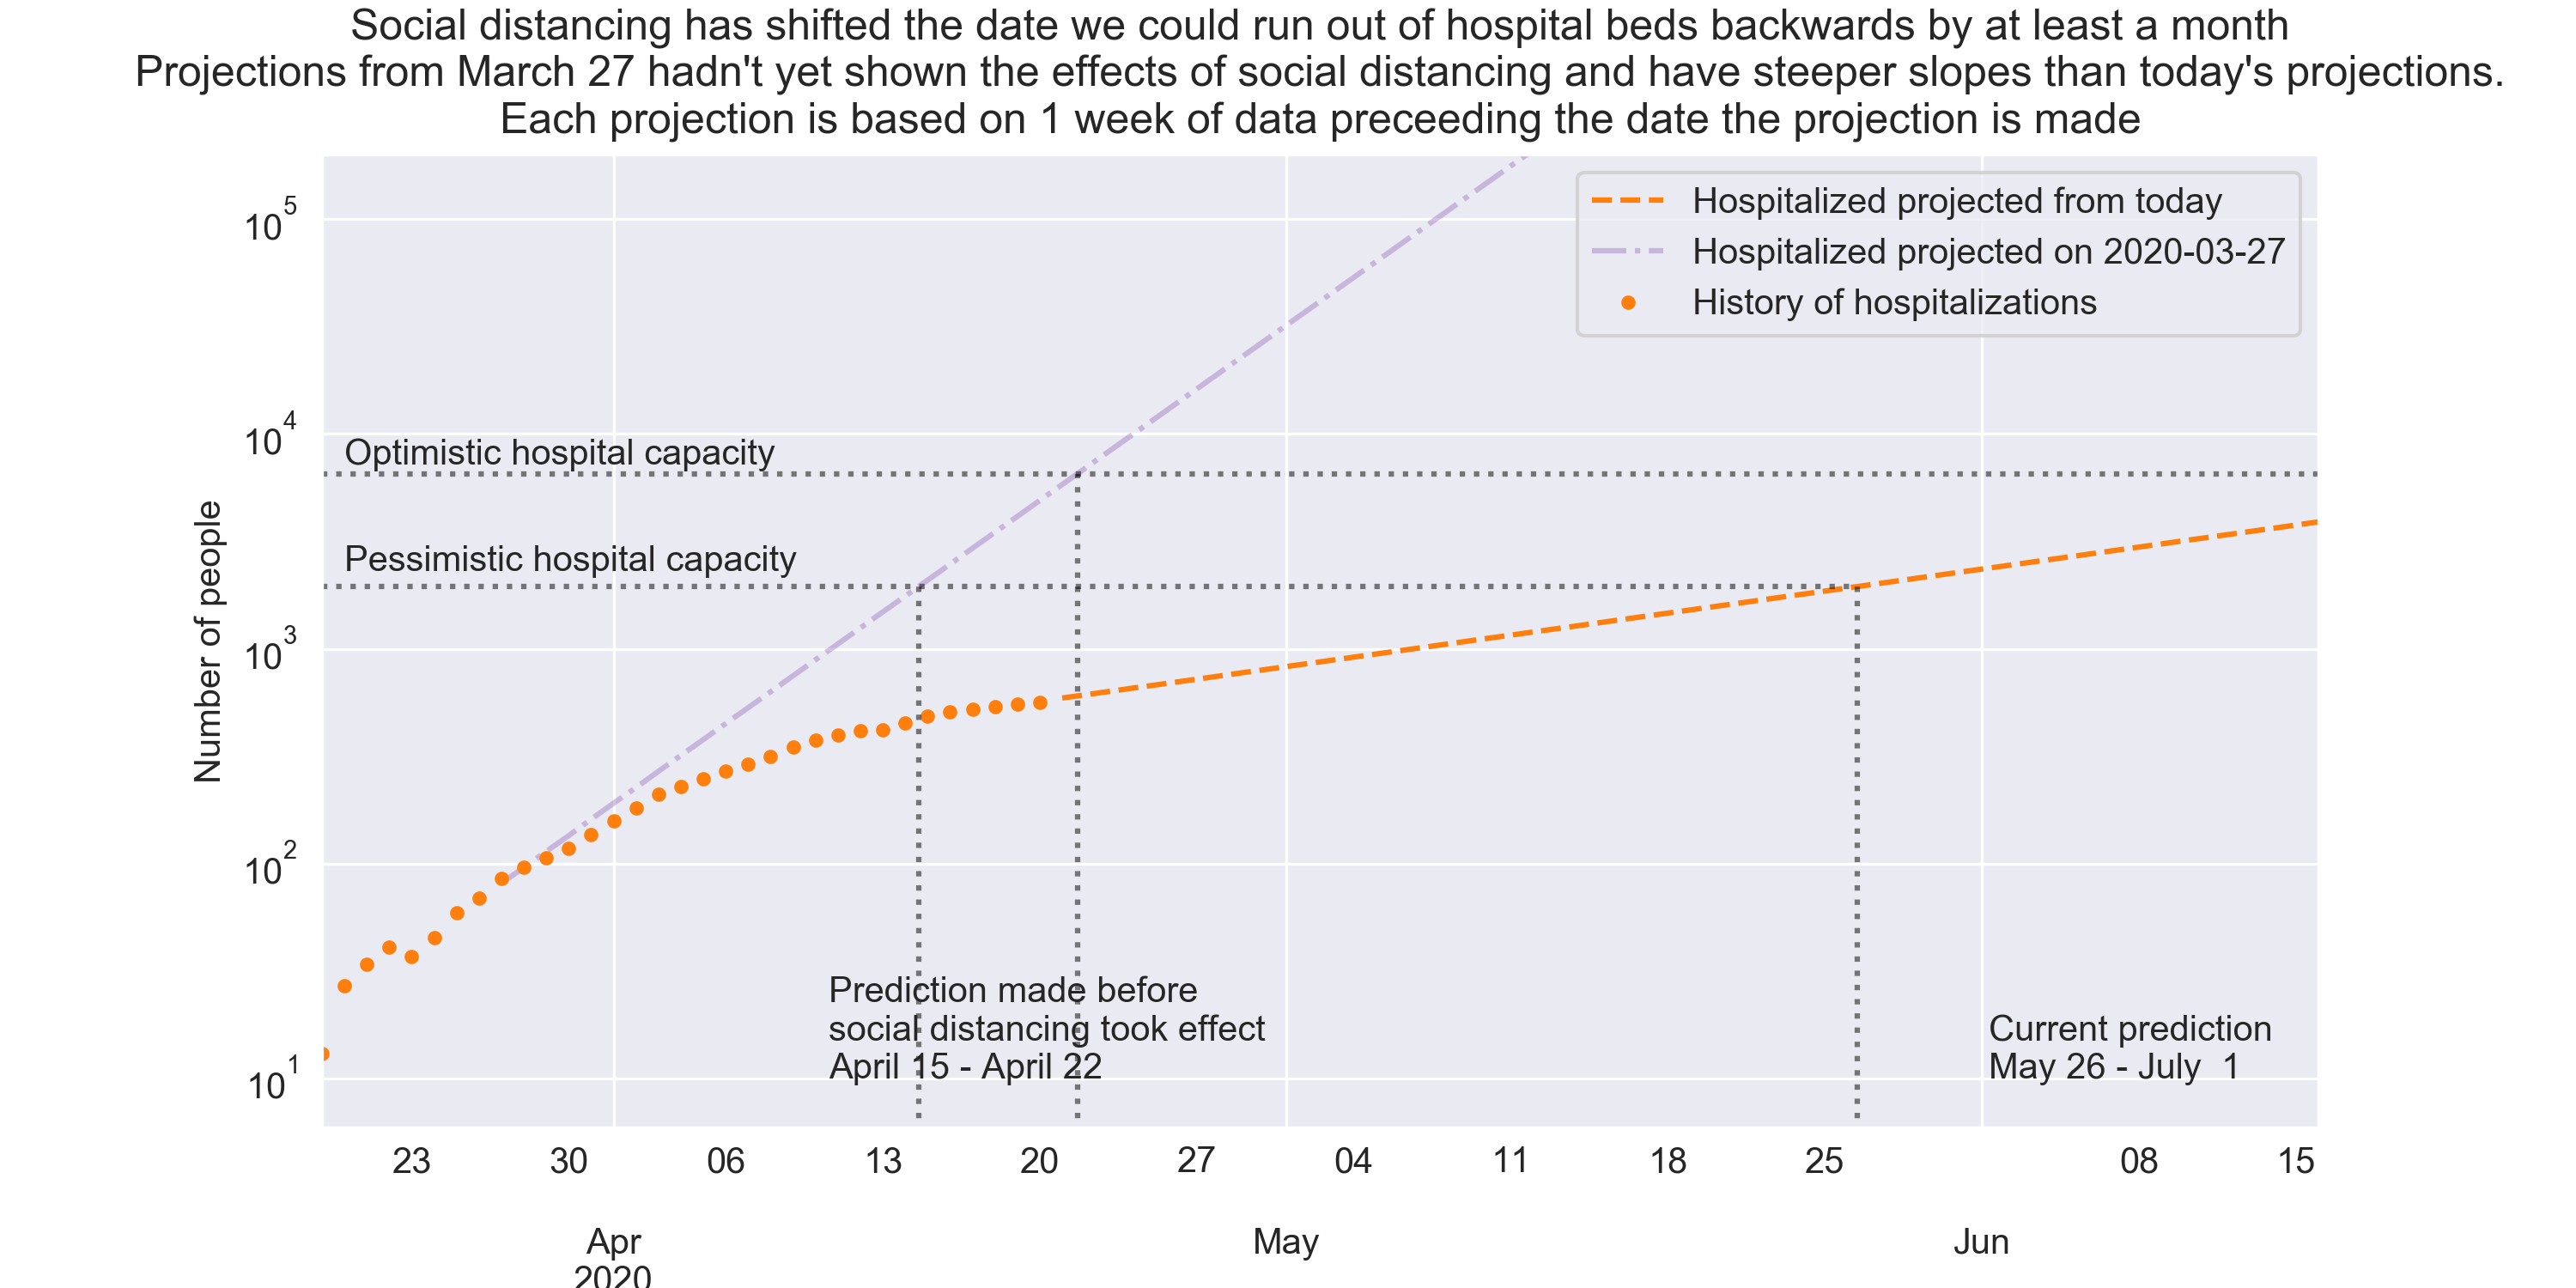 Social distancing has shifted the date we could run out of hospital beds backwards by at least a month
Projections from March 27 hadn't yet shown the effects of social distancing and have steeper slopes than today's projections.
Each projection is based on 1 week of data preceeding the date the projection is made
Hospitalized projected from today
Hospitalized projected on 2020-03-27
History of hospitalizations
10^5
10^4
10^3
10^2
10^1
Number of people
Optimistic hospital capacity
Pessimistic hospital capacity
Prediction made before
social distancing took effect
April 15 - April 22
Current prediction
May 26 - July  1
23 30 06 13 20 27 04 11 18 25 08 15
Apr May Jun
2020